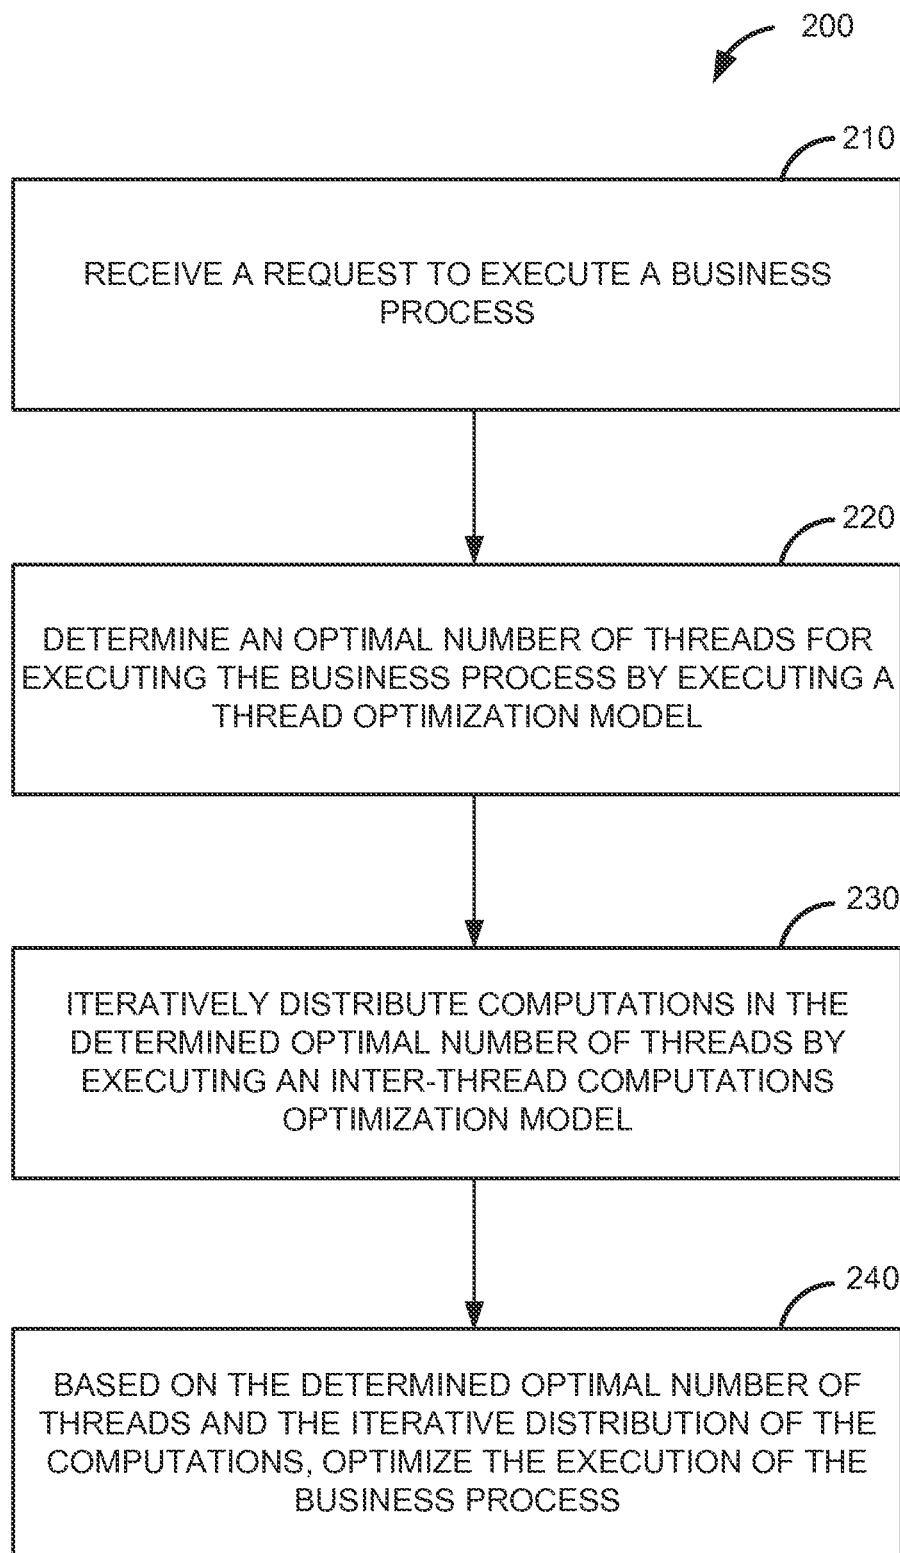 200
210
RECEIVE A REQUEST TO EXECUTE A BUSINESS
PROCESS
220
DETERMINE AN OPTIMAL NUMBER OF THREADS FOR
EXECUTING THE BUSINESS PROCESS BY EXECUTING A
THREAD OPTIMIZATION MODEL
230
ITERATIVELY DISTRIBUTE COMPUTATIONS IN THE
DETERMINED OPTIMAL NUMBER OF THREADS BY
EXECUTING AN INTER-THREAD COMPUTATIONS
OPTIMIZATION MODEL
240
BASED ON THE DETERMINED OPTIMAL NUMBER OF
THREADS AND THE ITERATIVE DISTRIBUTION OF THE
COMPUTATIONS, OPTIMIZE THE EXECUTION OF THE
BUSINESS PROCESS